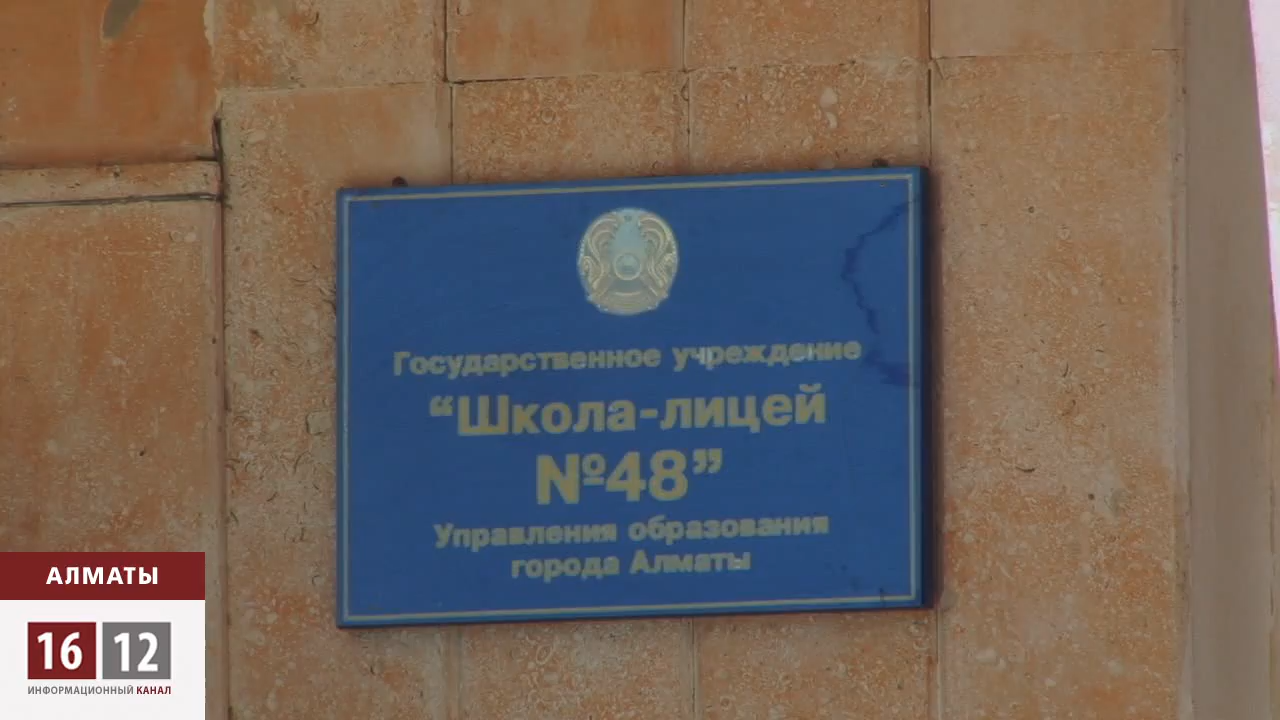 Государственное учреждение
“Школа-лицей
№48”
Управления образования
города Алматы
АЛМАТЫ
16 12
ИНФОРМАЦИОННЫЙ КАНАЛ